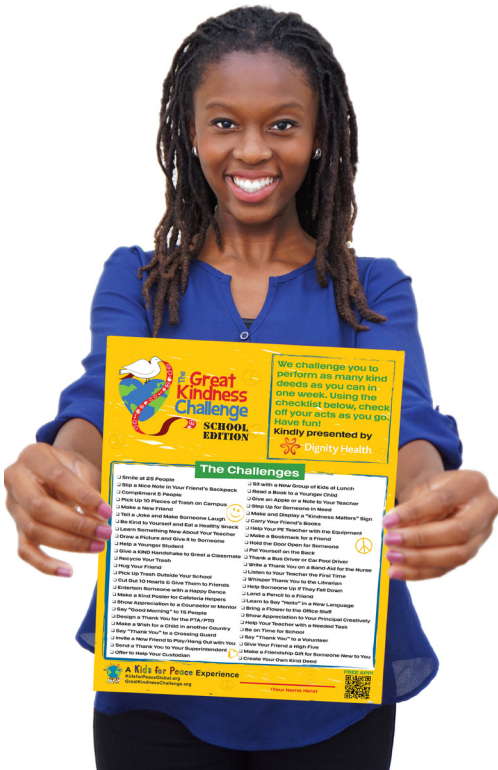 The
Great
Kindness
Challenge
SCHOOL
EDITION
We challenge you to
perform as many kind
deeds as you can in
one week. Using the
checklist below, check
off your acts as you go.
Have fun!
Kindly presented by
Dignity Health
The Challenges
Smile at 25 People
Slip a Nice Note in Your Friend's Backpack
Compliment 5 People
Pick Up 10 Pieces of Trash on Campus
Make a New Friend
Tell a Joke and Make Someone Laugh
Be Kind to Yourself and Eat a Healthy Snack
Learn Something New About Your Teacher
Draw a Picture and Give it to Someone
Help a Younger Student
Give a KIND Handshake to Greet a Classmate
Recycle Your Trash
Hug Your Friend
Pick Up Trash Outside Your School
Cut Out 10 Hearts & Give Them to Friends
Entertain Someone with a Happy Dance
Make a Kind Poster for Cafeteria Helpers
Show Appreciation to a Counselor or Mentor
Say "Good Morning" to 15 People
Design a Thank You for the PTA/PTO
Make a Wish for a Child in another Country
Say "Thank You" to a Crossing Guard
Invite a New Friend to Play/Hang Out with You
Send a Thank You to Your Superintendent
Offer to Help Your Custodian
Sit with a New Group of Kids at Lunch
Read a Book to a Younger Child
Give an Apple or a Note to Your Teacher
Step Up for Someone in Need
Make and Display a "Kindness Matters" Sign
Carry Your Friend's Books
Help Your PE Teacher with the Equipment
Make a Bookmark for a Friend
Hold the Door Open for Someone
Pat Yourself on the Back
Thank a Bus Driver or Car Pool Driver
Write a Thank You on a Band Aid for the Nurse
Listen to Your Teacher the First Time
Whisper Thank You to the Librarian
Help Someone Up if They Fall Down
Lend a Pencil to a Friend
Learn to Say "Hello" in a New Language
Bring a Flower to the Office Staff
Show Appreciation to Your Principal Creatively
Help Your Teacher with a Needed Task
Be on Time for School
Say "Thank You" to a Volunteer
Give Your Friend a High Five
Make a Friendship Gift for Someone New to You
Create Your Own Kind Deed
A Kids for Peace Experience
KidsforPeaceGlobal.org
GreatKindnessChallenge.org
(Your Name Here)
FREE APP!